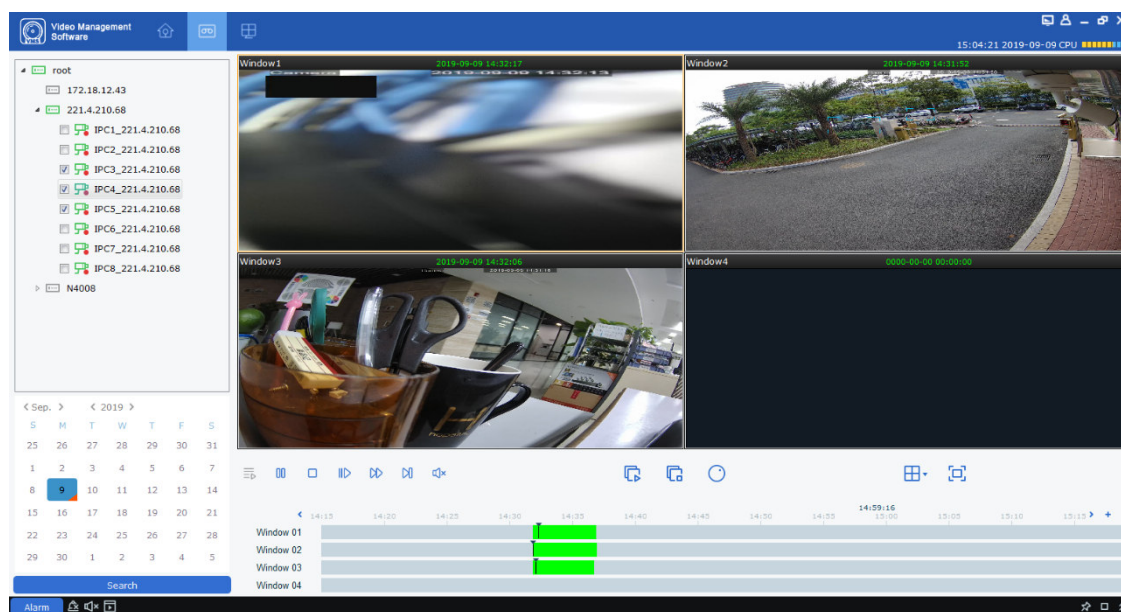 Video Management
Software
15:04:21 2019-09-09 CPU
root
172.18.12.43
221.4.210.68
IPC1_221.4.210.68
IPC2_221.4.210.68
IPC3_221.4.210.68
IPC4_221.4.210.68
IPC5_221.4.210.68
IPC6_221.4.210.68
IPC7_221.4.210.68
IPC8_221.4.210.68
N4008
Window1 2019-09-09 14:32:17
Camera 2019-09-09 14:32:13
Window2 2019-09-09 14:31:52
Window3 2019-09-09 14:32:06
Window4 0000-00-00 00:00:00
< Sep. > < 2019 >
S M T W T F S
25 26 27 28 29 30 31
1 2 3 4 5 6 7
8 9 10 11 12 13 14
15 16 17 18 19 20 21
22 23 24 25 26 27 28
29 30 1 2 3 4 5
Search
14:59:16
14:15 14:20 14:25 14:30 14:35 14:40 14:45 14:50 14:55 15:00 15:05 15:10 15:15
Window 01
Window 02
Window 03
Window 04
Alarm